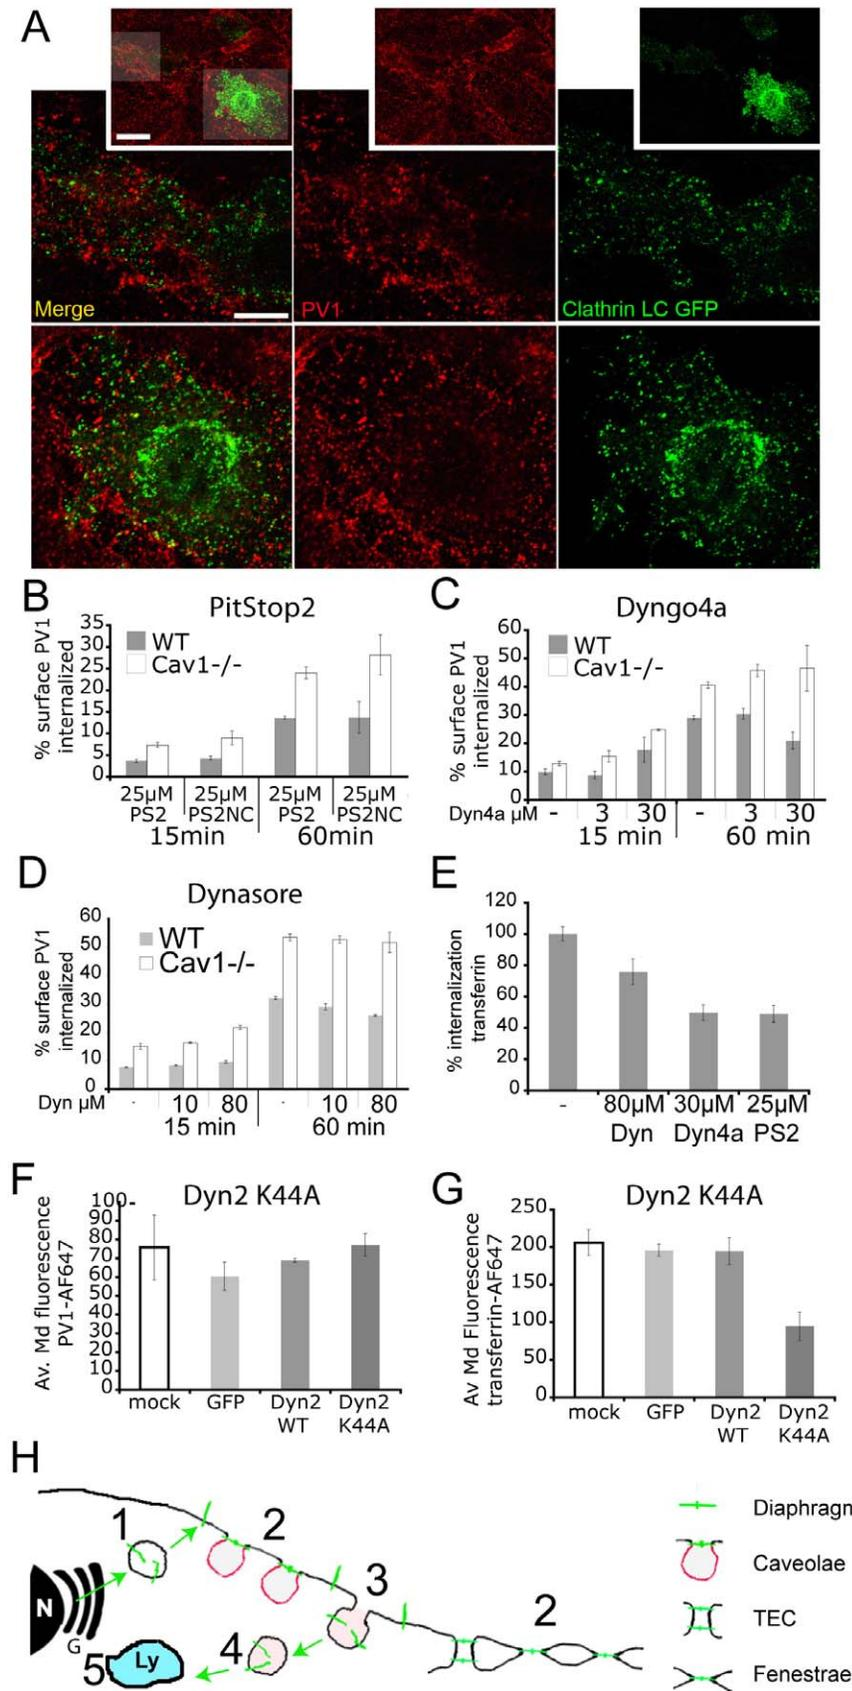 A
Merge
PV1
Clathrin LC GFP
B
PitStop2
% surface PV1
internalized
35
30
25
20
15
10
5
0
WT
Cav1-/-
25µM 25µM 25µM 25µM
PS2 PS2NC PS2 PS2NC
15min 60min
C
Dyngo4a
% surface PV1
internalized
60
50
40
30
20
10
0
WT
Cav1-/-
Dyn4a µM - 3 30 - 3 30
15 min 60 min
D
Dynasore
% surface PV1
internalized
60
50
40
30
20
10
0
WT
Cav1-/-
Dyn µM - 10 80 - 10 80
15 min 60 min
E
% internalization
transferrin
120
100
80
60
40
20
0
- 80µM 30µM 25µM
Dyn Dyn4a PS2
F
Dyn2 K44A
Av. Md fluorescence
PV1-AF647
100
90
80
70
60
50
40
30
20
10
0
mock GFP Dyn2 Dyn2
WT K44A
G
Dyn2 K44A
Av Md Fluorescence
transferrin-AF647
250
200
150
100
50
0
mock GFP Dyn2 Dyn2
WT K44A
H
1
2
3
2
N
G
4
5
Ly
Diaphragn
Caveolae
TEC
Fenestrae